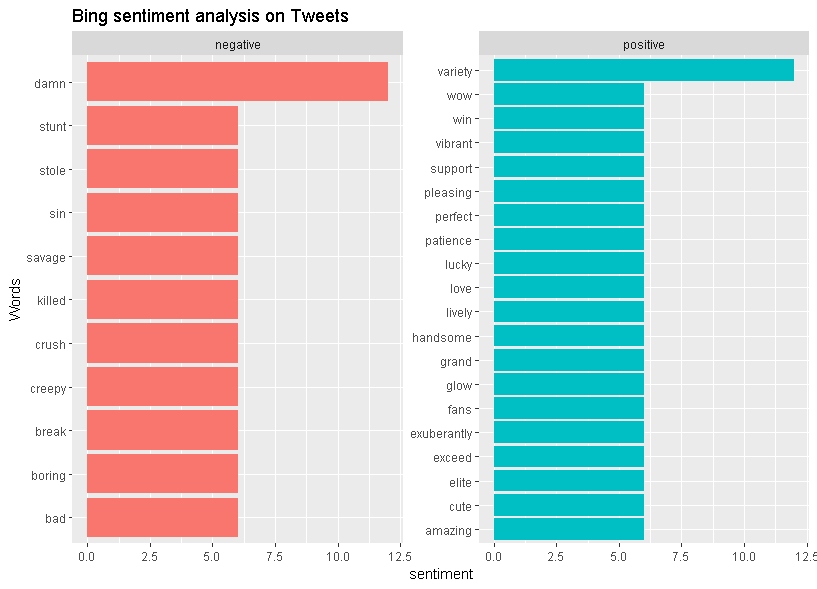 Bing sentiment analysis on Tweets
negative
damn
stunt
stole
sin
savage
killed
crush
creepy
break
boring
bad
0.0 2.5 5.0 7.5 10.0 12.5
positive
variety
wow
win
vibrant
support
pleasing
perfect
patience
lucky
love
lively
handsome
grand
glow
fans
exuberantly
exceed
elite
cute
amazing
0.0 2.5 5.0 7.5 10.0 12.5
Words
sentiment